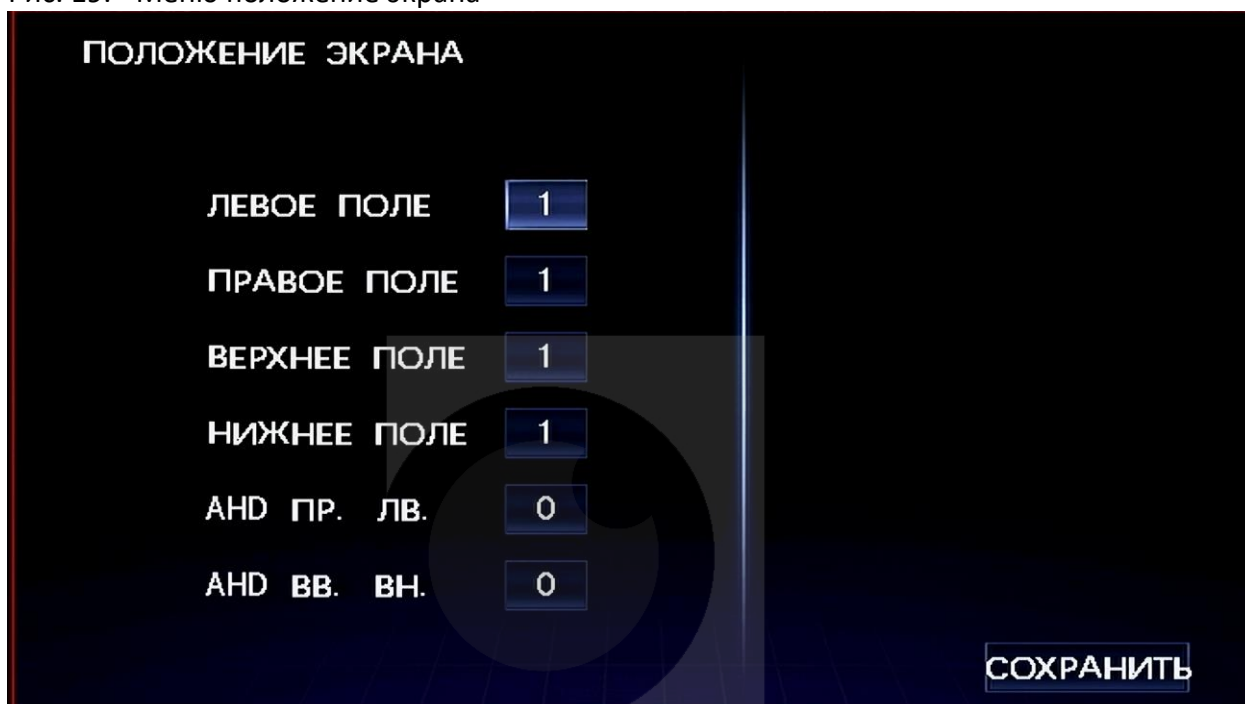 ПОЛОЖЕНИЕ ЭКРАНА
ЛЕВОЕ ПОЛЕ 1
ПРАВОЕ ПОЛЕ 1
ВЕРХНЕЕ ПОЛЕ 1
НИЖНЕЕ ПОЛЕ 1
AHD ПР. ЛВ. 0
AHD ВВ. ВН. 0
СОХРАНИТЬ